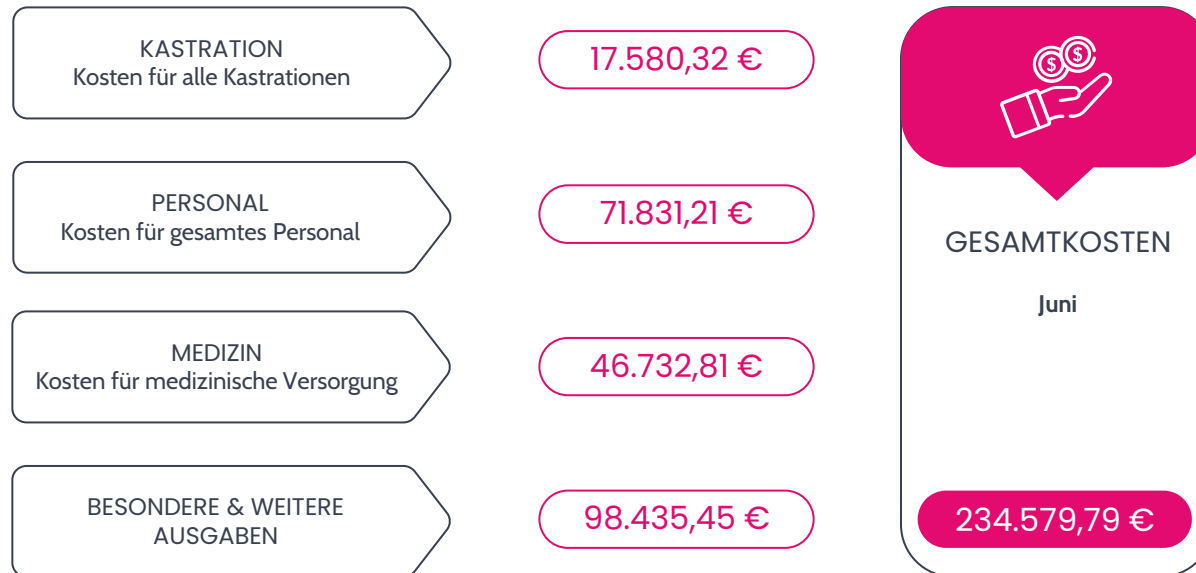 KASTRATION
Kosten für alle Kastrationen
17.580,32 €
PERSONAL
Kosten für gesamtes Personal
71.831,21 €
MEDIZIN
Kosten für medizinische Versorgung
46.732,81 €
BESONDERE & WEITERE
AUSGABEN
98.435,45 €
$ $
GESAMTKOSTEN
Juni
234.579,79 €